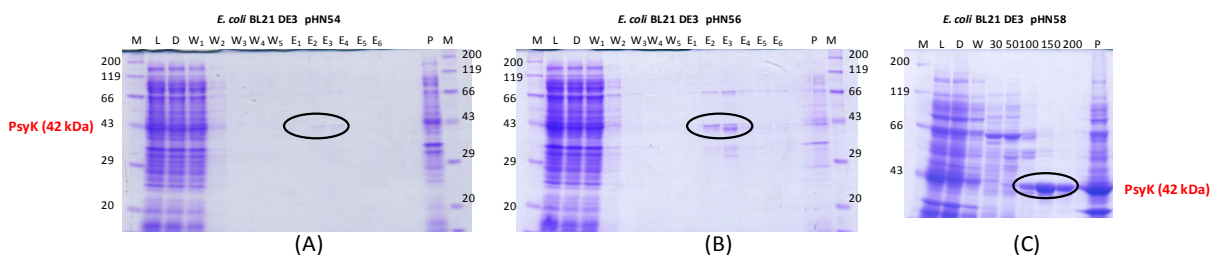 E. coli BL21 DE3 pHN54
M L D W1 W2 W3 W4 W5 E1 E2 E3 E4 E5 E6 P M
200
119
66
43
29
20
200
119
66
43
29
20
PsyK (42 kDa)
(A)
E. coli BL21 DE3 pHN56
M L D W1 W2 W3W4 W5 E1 E2 E3 E4 E5 E6 P M
200
119
66
43
29
20
200
119
66
43
29
20
(B)
E. coli BL21 DE3 pHN58
M L D W 30 50 100 150 200 P
200
119
66
43
PsyK (42 kDa)
(C)